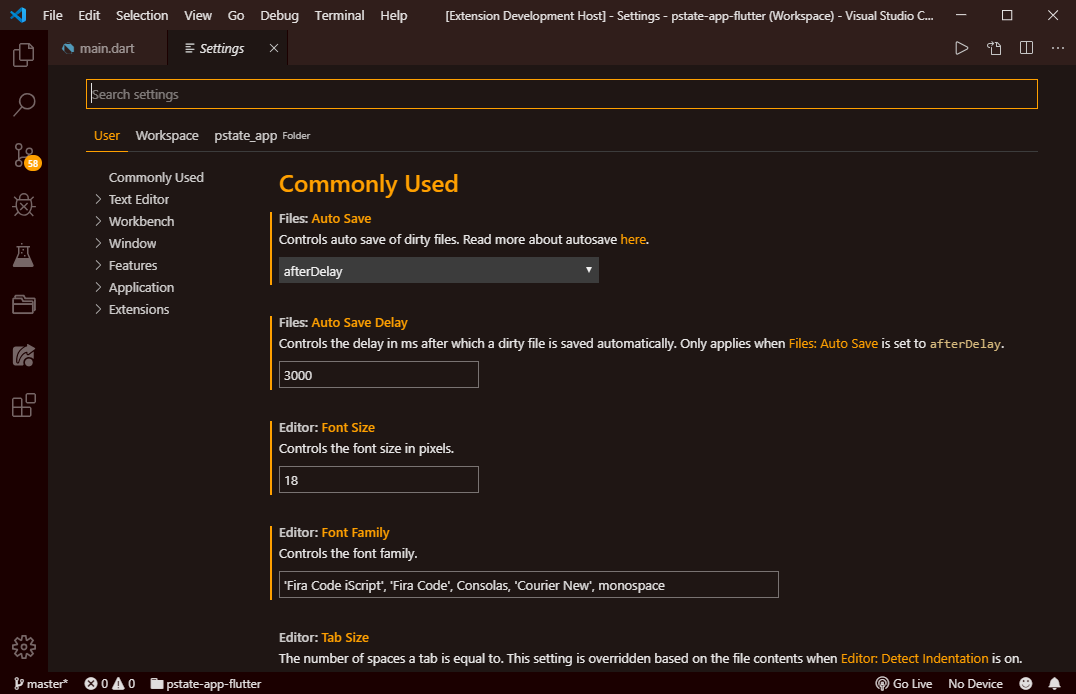 File Edit Selection View Go Debug Terminal Help [Extension Development Host] - Settings - pstate-app-flutter (Workspace) - Visual Studio C...
main.dart Settings
Search settings
User Workspace pstate_app Folder
58
Commonly Used
Text Editor
Workbench
Window
Features
Application
Extensions
Commonly Used
Files: Auto Save
Controls auto save of dirty files. Read more about autosave here.
afterDelay
Files: Auto Save Delay
Controls the delay in ms after which a dirty file is saved automatically. Only applies when Files: Auto Save is set to afterDelay.
3000
Editor: Font Size
Controls the font size in pixels.
18
Editor: Font Family
Controls the font family.
'Fira Code iScript', 'Fira Code', Consolas, 'Courier New', monospace
Editor: Tab Size
The number of spaces a tab is equal to. This setting is overridden based on the file contents when Editor: Detect Indentation is on.
master* 0 0 pstate-app-flutter Go Live No Device